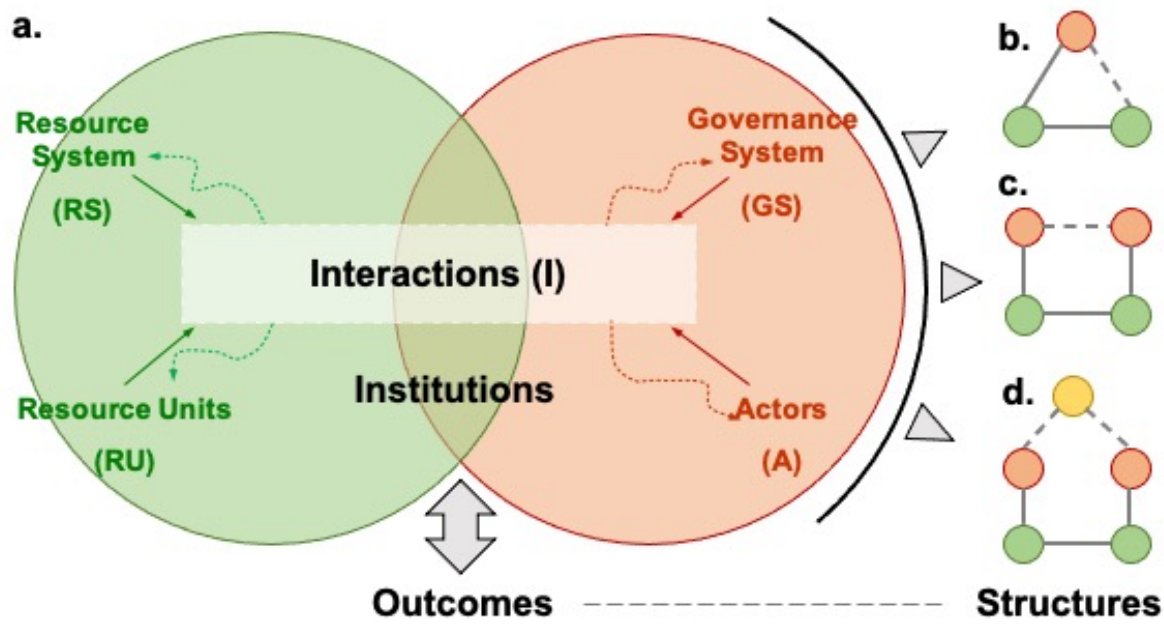 a.
Resource
System
(RS)
Governance
System
(GS)
Interactions (I)
Institutions
Resource Units
(RU)
Actors
(A)
Outcomes
Structures
b.
c.
d.